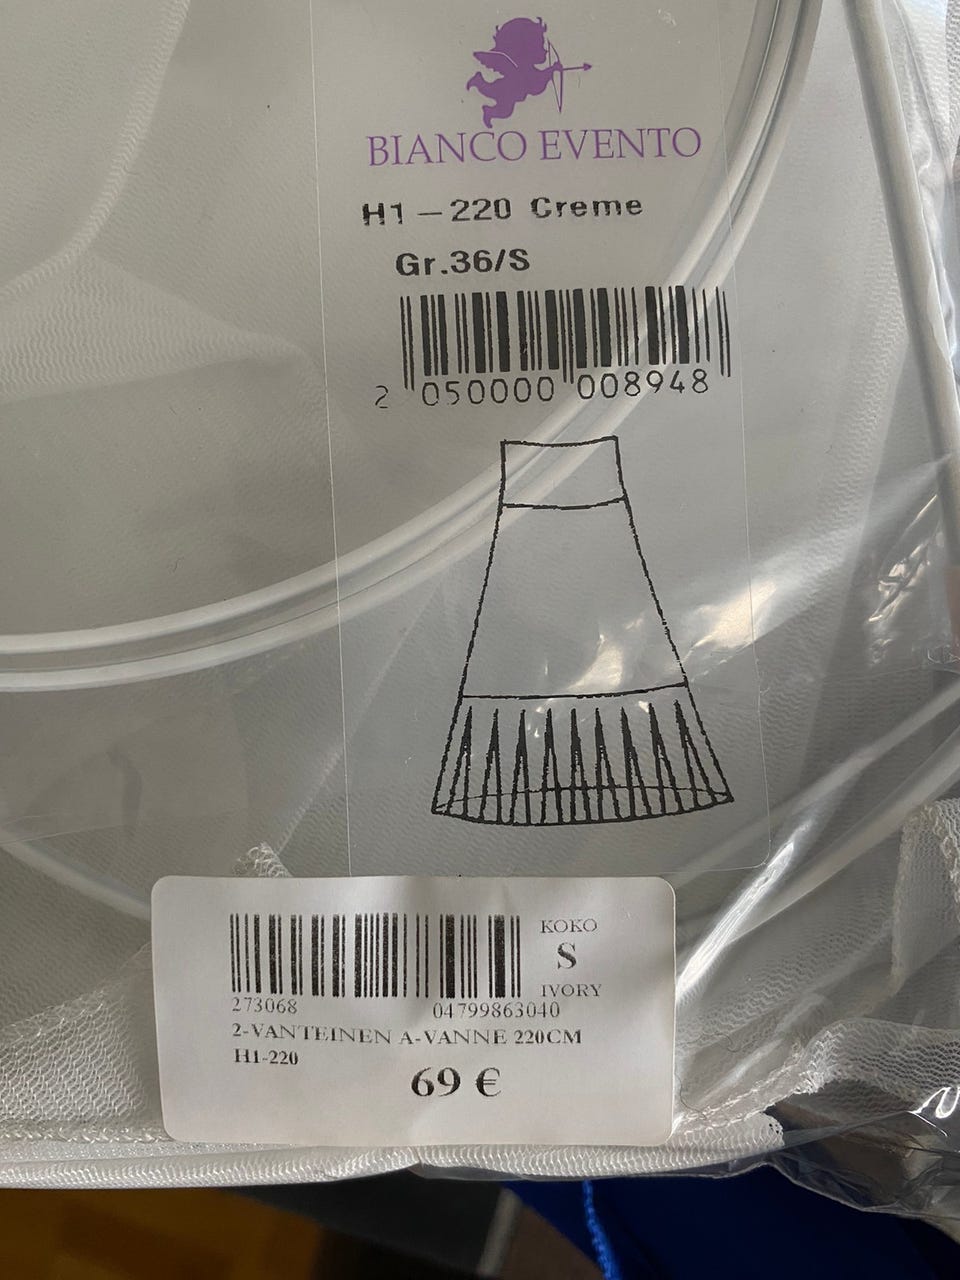 BIANCO EVENTO
H1-220 Creme
Gr.36/S
2 050000 008948
KOKO
S
IVORY
273068 04799863040
2-VANTEINEN A-VANNE 220CM
H1-220
69 €